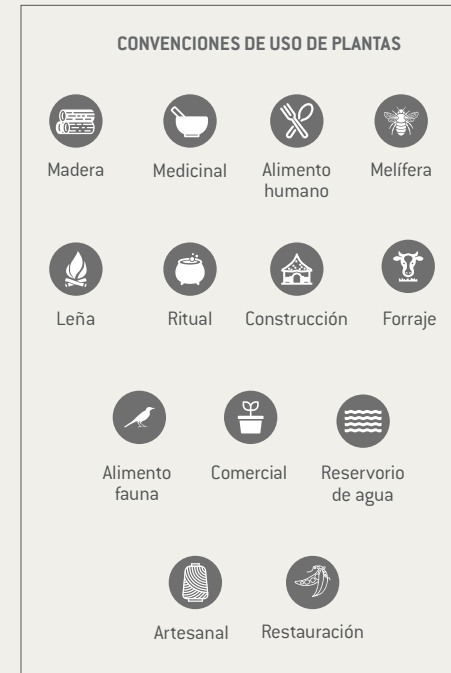 CONVENCIONES DE USO DE PLANTAS
Madera
Medicinal
Alimento
humano
Melífera
Leña
Ritual
Construcción
Forraje
Alimento
fauna
Comercial
Reservorio
de agua
Artesanal
Restauración